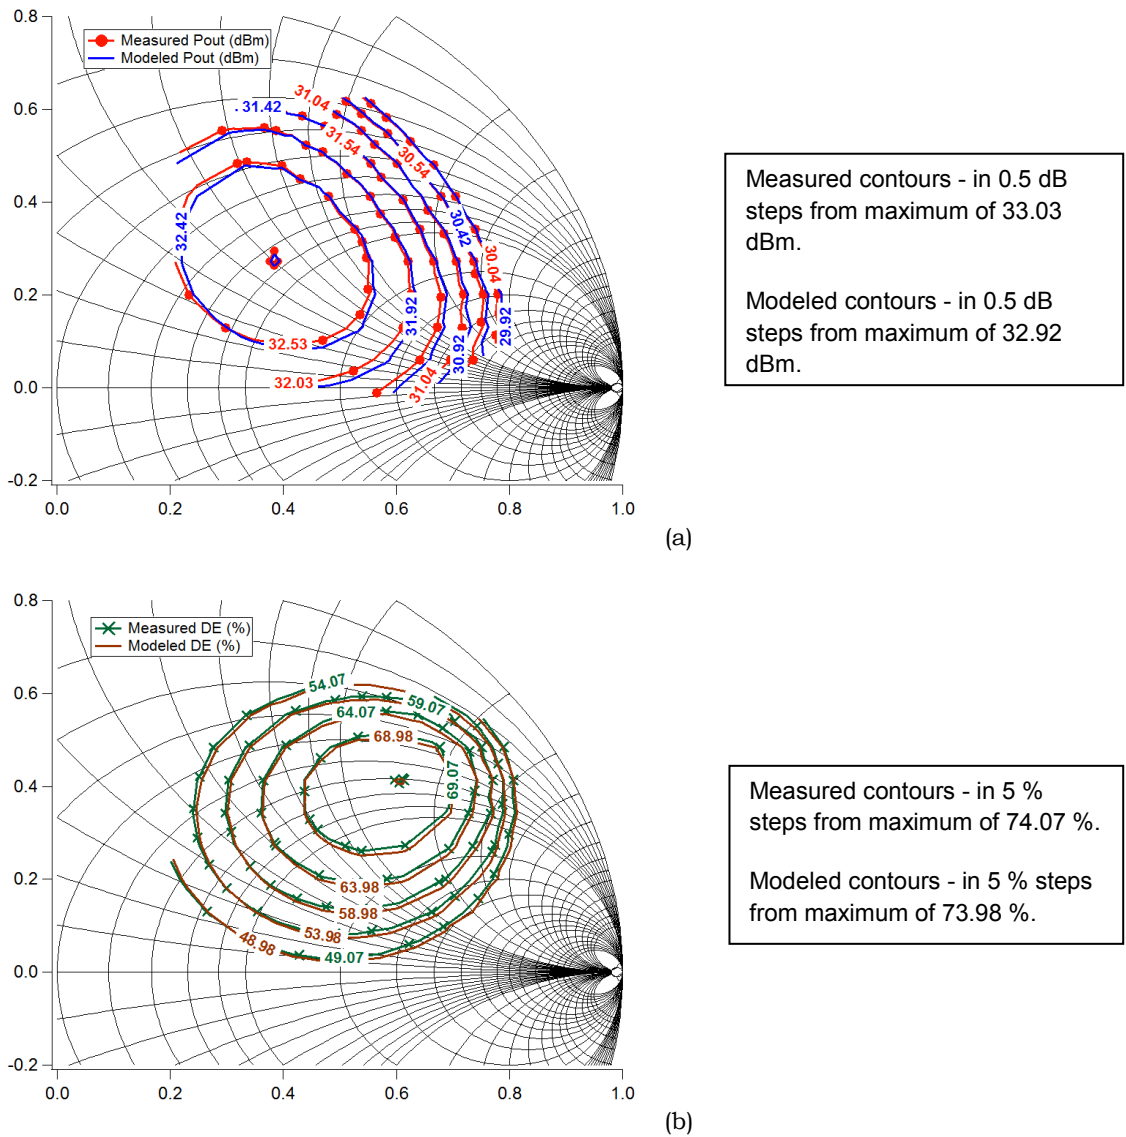 0.8
Measured Pout (dBm)
Modeled Pout (dBm)
0.6
31.04
. 31.42
31.54
30.54
0.4
32.42
30.42
30.04
0.2
31.92
29.92
32.53
30.92
32.03
31.04
0.0
-0.2
0.0 0.2 0.4 0.6 0.8 1.0
(a)
Measured contours - in 0.5 dB
steps from maximum of 33.03
dBm.
Modeled contours - in 0.5 dB
steps from maximum of 32.92
dBm.
0.8
Measured DE (%)
Modeled DE (%)
0.6
54.07
59.07
64.07
68.98
69.07
0.4
0.2
63.98
58.98
53.98
48.98
49.07
0.0
-0.2
0.0 0.2 0.4 0.6 0.8 1.0
(b)
Measured contours - in 5 %
steps from maximum of 74.07 %.
Modeled contours - in 5 % steps
from maximum of 73.98 %.